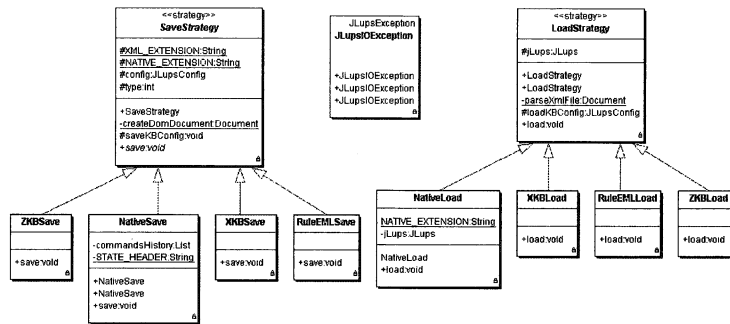 <<strategy>>
SaveStrategy
#XML_EXTENSION:String
#NATIVE_EXTENSION:String
#config:JLupsConfig
#type:int
+SaveStrategy
-createDomDocument:Document
#saveKBConfig:void
+save:void
JLupsException
JLupsIOException
+JLupsIOException
+JLupsIOException
+JLupsIOException
<<strategy>>
LoadStrategy
#jLups:JLups
+LoadStrategy
+LoadStrategy
-parseXmlFile:Document
#loadKBConfig:JLupsConfig
+load:void
ZKBSave
+save:void
NativeSave
-commandsHistory:List
-STATE_HEADER:String
+NativeSave
+NativeSave
+save:void
XKBSave
+save:void
RuleEMLSave
+save:void
NativeLoad
NATIVE_EXTENSION:String
-jLups:JLups
NativeLoad
+load:void
XKBLoad
+load:void
RuleEMLLoad
+load:void
ZKBLoad
+load:void